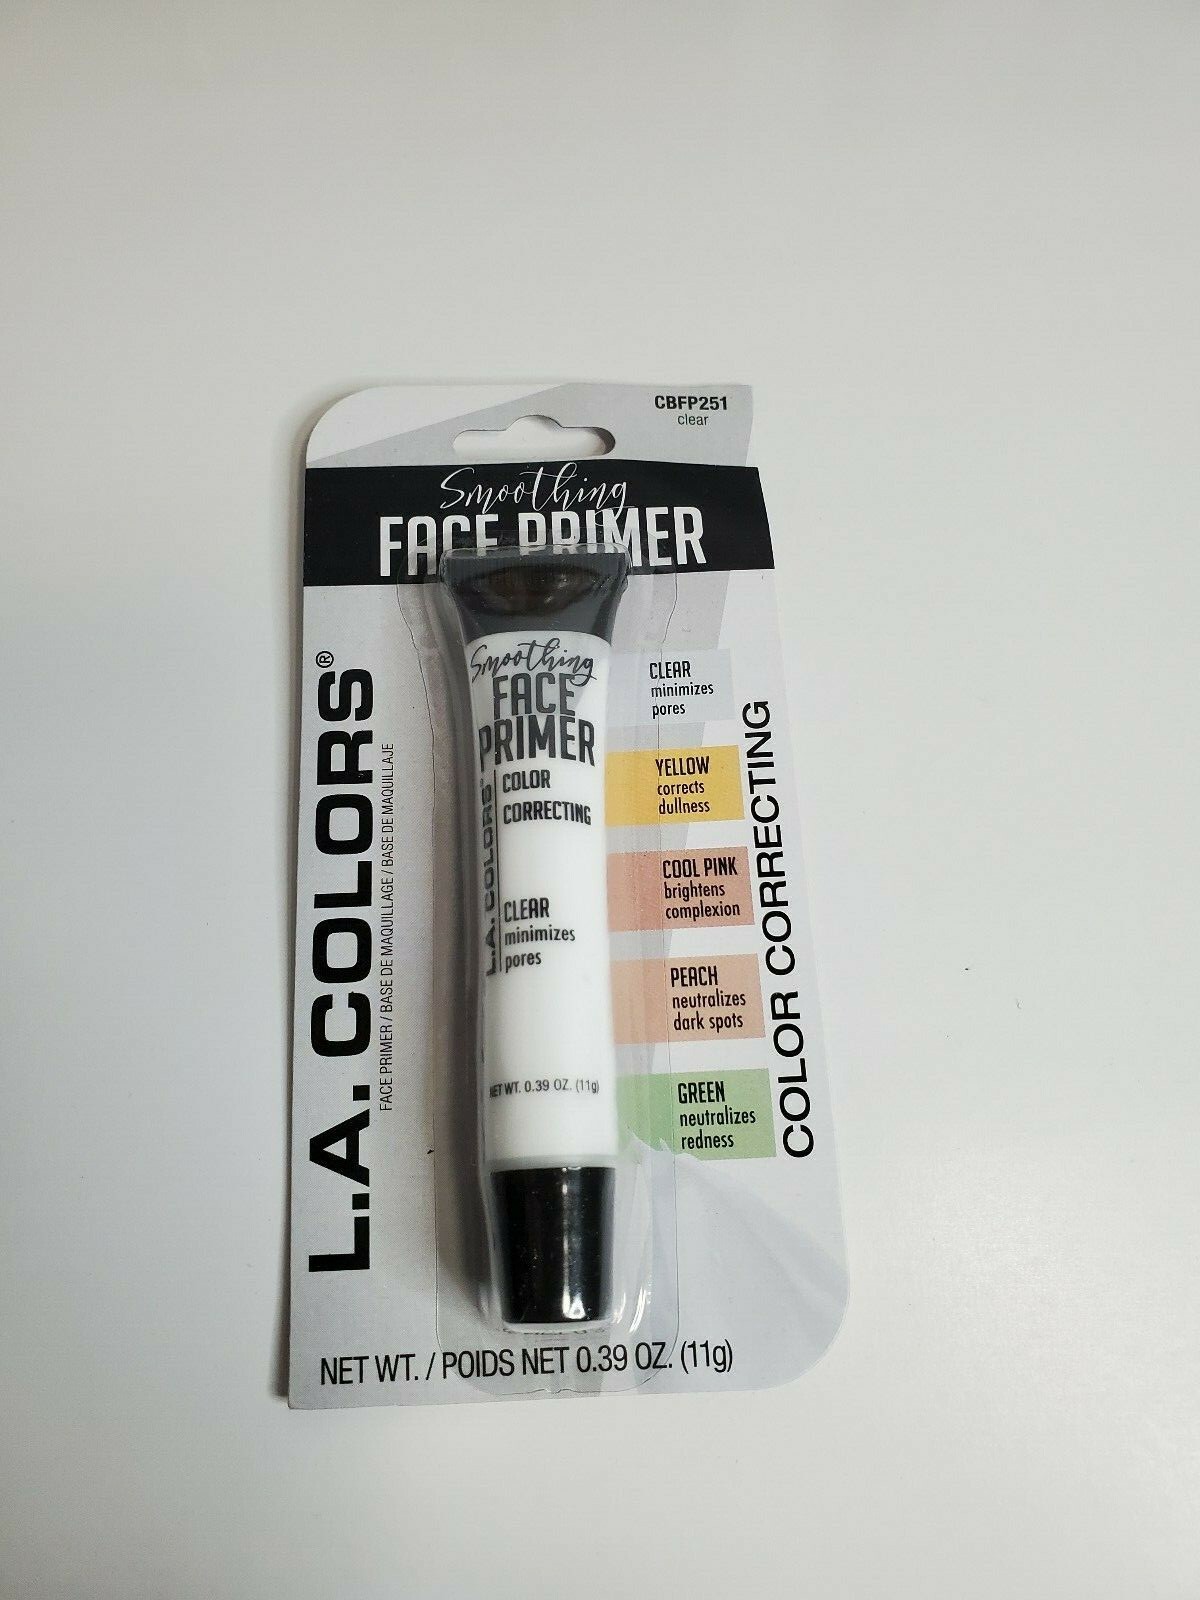 CBFP251
clear
Smoothing
FACE PRIMER
L.A. COLORS®
FACE PRIMER / BASE DE MAQUILLAGE / BASE DE MAQUILLAJE
Smoothing
FACE
PRIMER
L.A. COLORS
COLOR
CORRECTING
CLEAR
minimizes
pores
NET WT. 0.39 OZ. (11g)
CLEAR
minimizes
pores
YELLOW
corrects
dullness
COOL PINK
brightens
complexion
PEACH
neutralizes
dark spots
GREEN
neutralizes
redness
COLOR CORRECTING
NET WT. / POIDS NET 0.39 OZ. (11g)